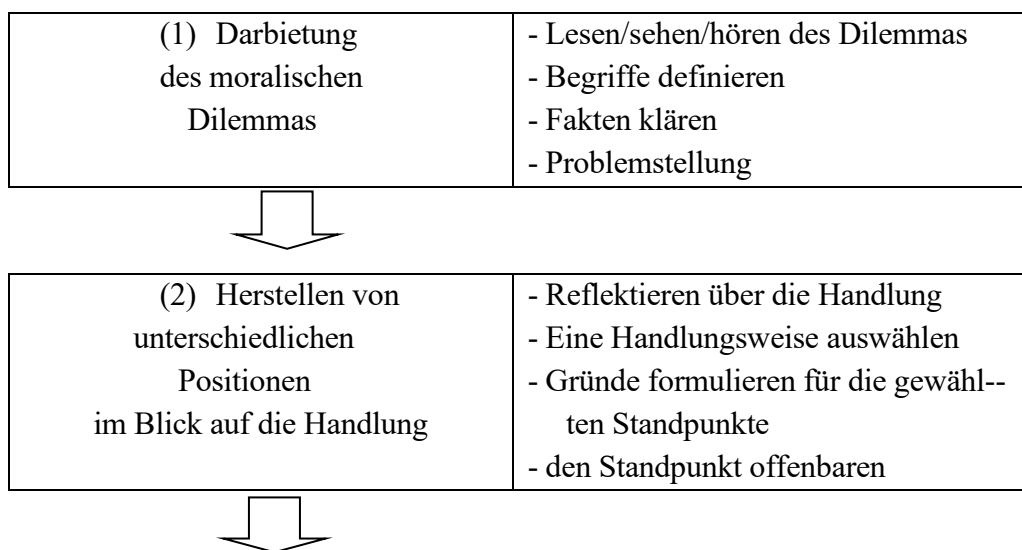 (1) Darbietung
des moralischen
Dilemmas
- Lesen/sehen/hören des Dilemmas
- Begriffe definieren
- Fakten klären
- Problemstellung
(2) Herstellen von
unterschiedlichen
Positionen
im Blick auf die Handlung
- Reflektieren über die Handlung
- Eine Handlungsweise auswählen
- Gründe formulieren für die gewähl--
ten Standpunkte
- den Standpunkt offenbaren